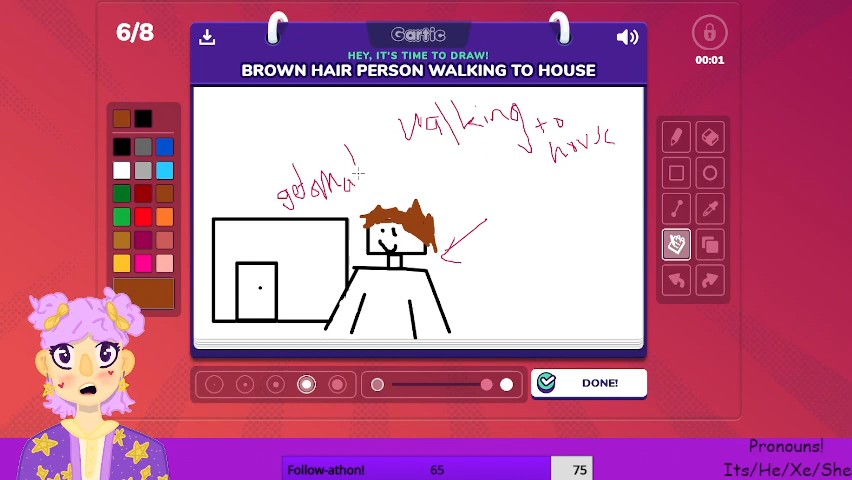 6/8
Gartic
HEY, IT'S TIME TO DRAW!
BROWN HAIR PERSON WALKING TO HOUSE
00:01
walking
to
house
DONE!
Pronouns!
Its/He/Xe/She
Follow-athon! 65 75